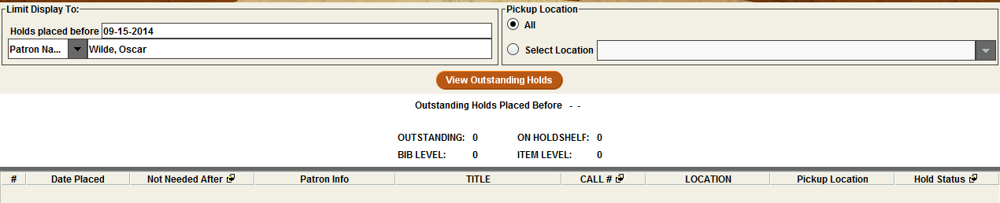 Limit Display To:
Holds placed before 09-15-2014
Patron Na... Wilde, Oscar
Pickup Location
All
Select Location
View Outstanding Holds
Outstanding Holds Placed Before - -
OUTSTANDING: 0 ON HOLDSHELF: 0
BIB LEVEL: 0 ITEM LEVEL: 0
# Date Placed Not Needed After Patron Info TITLE CALL # LOCATION Pickup Location Hold Status